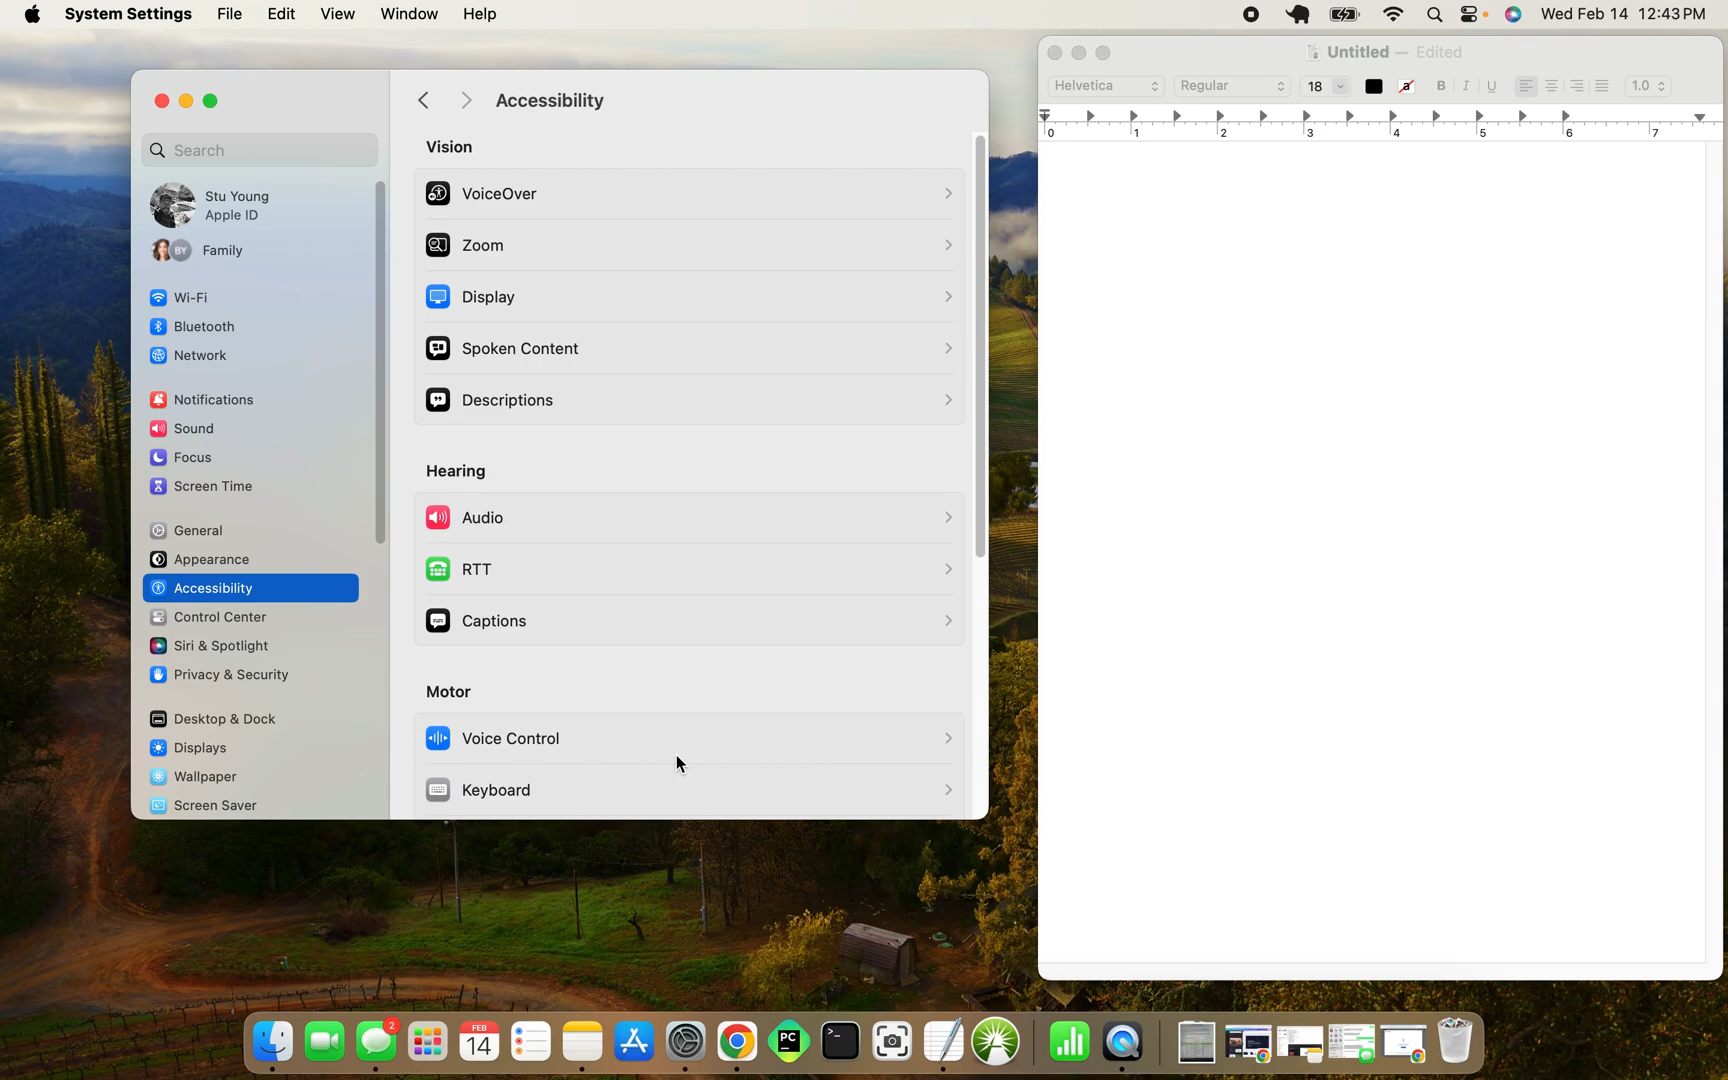 System Settings File Edit View Window Help Wed Feb 14 12:43 PM
Accessibility
Search
Stu Young
Apple ID
BY Family
Wi-Fi
Bluetooth
Network
Notifications
Sound
Focus
Screen Time
General
Appearance
Accessibility
Control Center
Siri & Spotlight
Privacy & Security
Desktop & Dock
Displays
Wallpaper
Screen Saver
Vision
VoiceOver
Zoom
Display
Spoken Content
Descriptions
Hearing
Audio
RTT
Captions
Motor
Voice Control
Keyboard
Untitled — Edited
Helvetica Regular 18 a B I U 1.0
0 1 2 3 4 5 6 7
2
FEB
14
PC